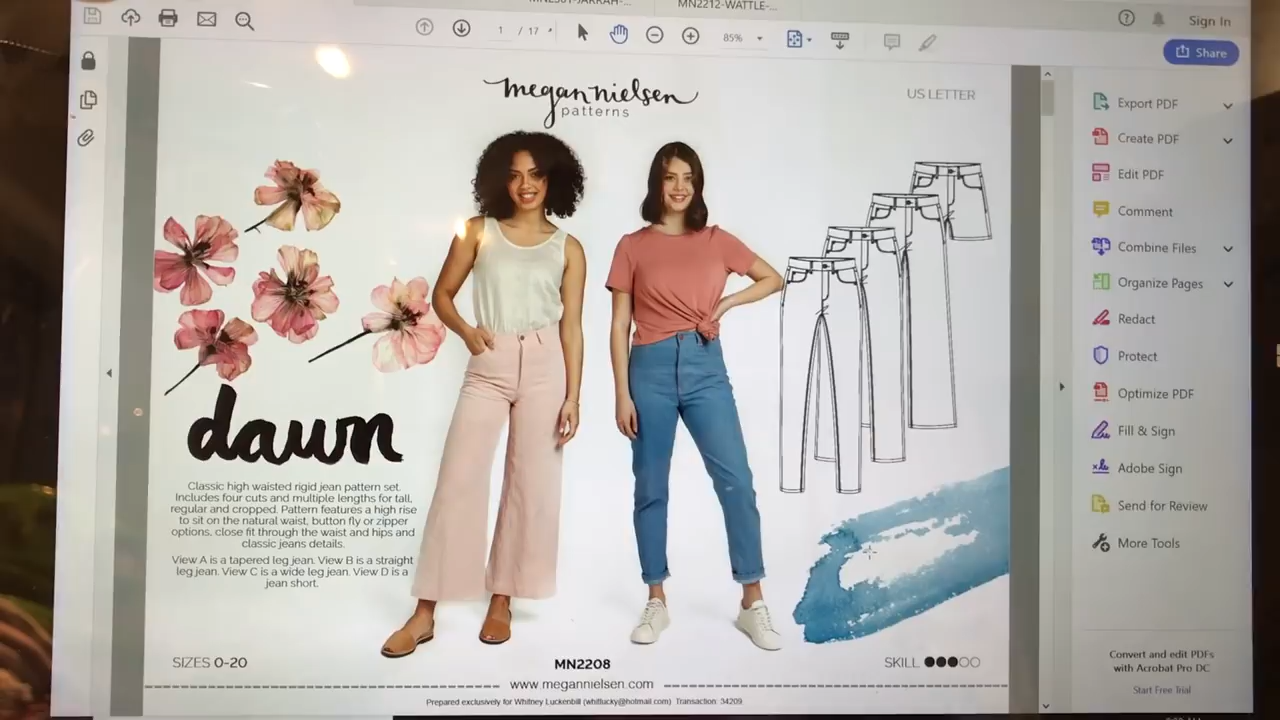 MN2212-WATTLE-...
1 / 17
85%
Sign In
Share
megan nielsen
patterns
US LETTER
Export PDF
Create PDF
Edit PDF
Comment
Combine Files
Organize Pages
Redact
Protect
Optimize PDF
Fill & Sign
Adobe Sign
Send for Review
More Tools
dawn
Classic high waisted rigid jean pattern set.
Includes four cuts and multiple lengths for tall,
regular and cropped. Pattern features a high rise
to sit on the natural waist, button fly or zipper
options, close fit through the waist and hips and
classic jeans details.
View A is a tapered leg jean. View B is a straight
leg jean. View C is a wide leg jean. View D is a
jean short.
SIZES 0-20
MN2208
SKILL
www.megannielsen.com
Prepared exclusively for Whitney Luckenbill (whitlucky@hotmail.com) Transaction: 34209
Convert and edit PDFs
with Acrobat Pro DC
Start Free Trial